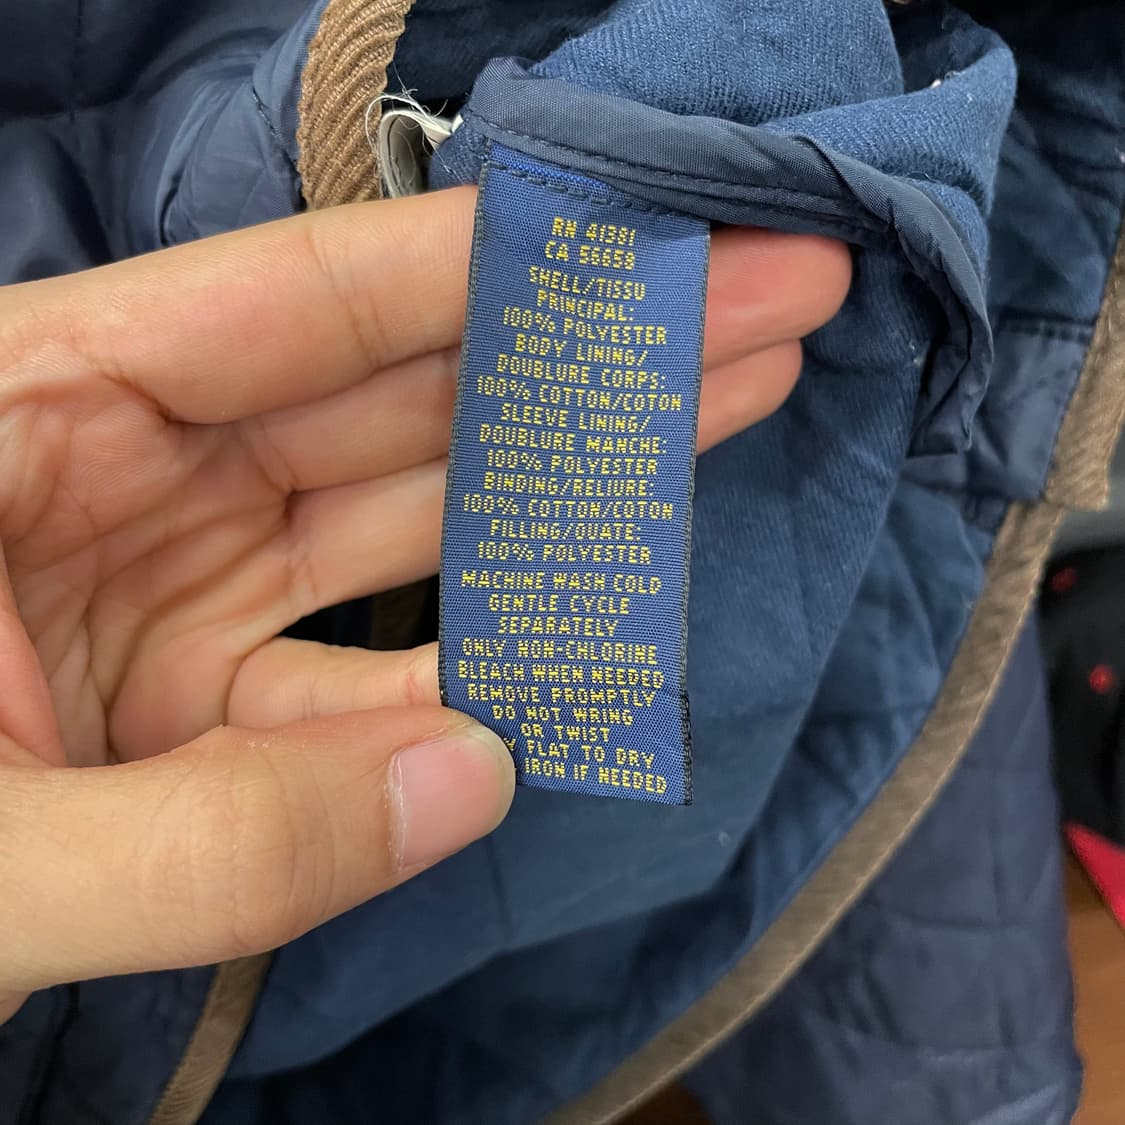 RN 41381
CA 56658
SHELL/TISSU
PRINCIPAL:
100% POLYESTER
BODY LINING/
DOUBLURE CORPS:
100% COTTON/COTON
SLEEVE LINING/
DOUBLURE MANCHE:
100% POLYESTER
BINDING/RELIURE:
100% COTTON/COTON
FILLING/OUATE:
100% POLYESTER
MACHINE WASH COLD
GENTLE CYCLE
SEPARATELY
ONLY NON-CHLORINE
BLEACH WHEN NEEDED
REMOVE PROMPTLY
DO NOT WRING
OR TWIST
FLAT TO DRY
IRON IF NEEDED